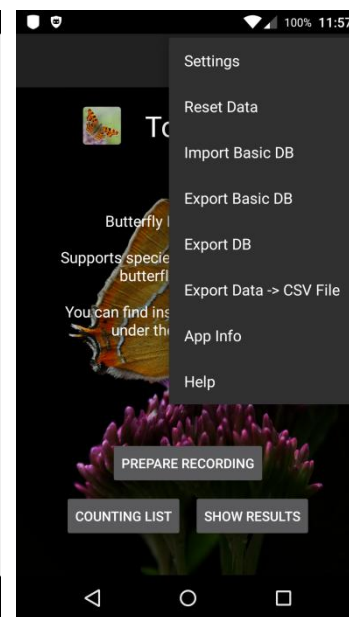 100% 11:57
To
Settings
Reset Data
Import Basic DB
Export Basic DB
Export DB
Export Data -> CSV File
App Info
Help
Butterfly
Supports specie
butterfl
You can find ins
under the
PREPARE RECORDING
COUNTING LIST
SHOW RESULTS